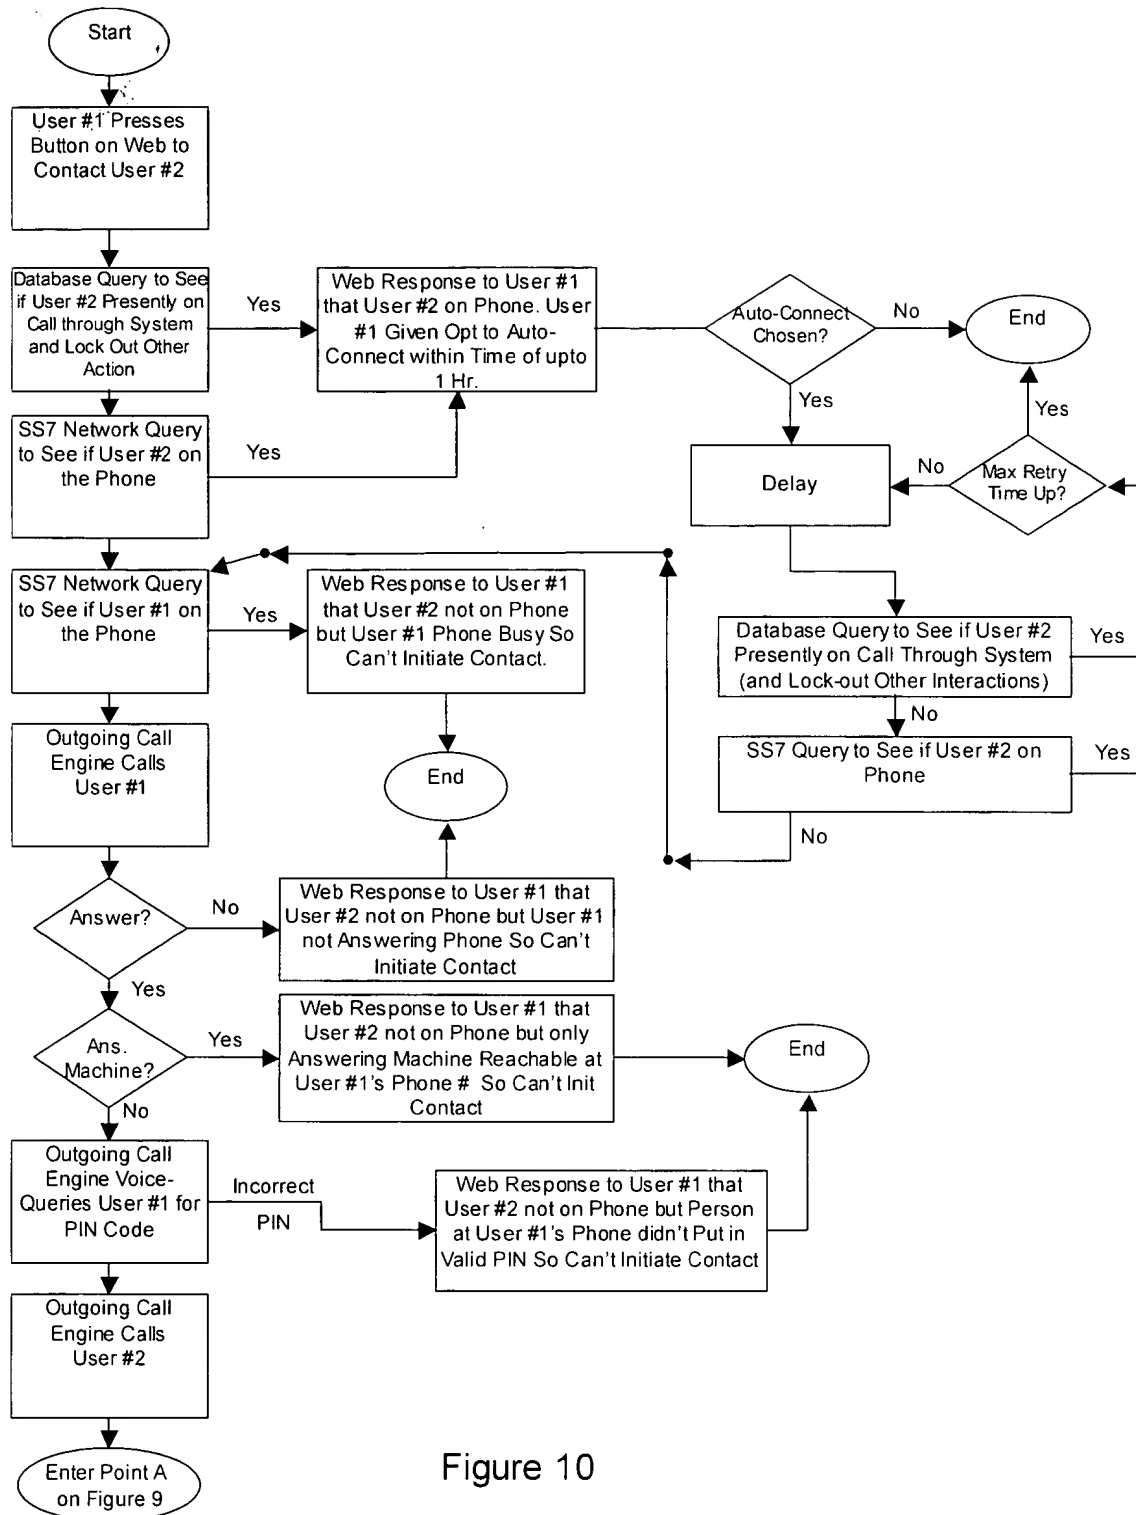 Start
User #1 Presses
Button on Web to
Contact User #2
Database Query to See
if User #2 Presently on
Call through System
and Lock Out Other
Action
Yes
Web Response to User #1
that User #2 on Phone. User
#1 Given Opt to Auto-
Connect within Time of upto
1 Hr.
Auto-Connect
Chosen?
No
End
Yes
Yes
SS7 Network Query
to See if User #2 on
the Phone
Yes
Delay
No
Max Retry
Time Up?
SS7 Network Query
to See if User #1 on
the Phone
Yes
Web Response to User #1
that User #2 not on Phone
but User #1 Phone Busy So
Can't Initiate Contact.
Database Query to See if User #2
Presently on Call Through System
(and Lock-out Other Interactions)
Yes
No
SS7 Query to See if User #2 on
Phone
Yes
No
Outgoing Call
Engine Calls
User #1
End
Answer?
No
Web Response to User #1 that
User #2 not on Phone but User #1
not Answering Phone So Can't
Initiate Contact
Yes
Ans.
Machine?
Yes
Web Response to User #1 that
User #2 not on Phone but only
Answering Machine Reachable at
User #1's Phone # So Can't Init
Contact
End
No
Outgoing Call
Engine Voice-
Queries User #1 for
PIN Code
Incorrect
PIN
Web Response to User #1 that
User #2 not on Phone but Person
at User #1's Phone didn't Put in
Valid PIN So Can't Initiate Contact
Outgoing Call
Engine Calls
User #2
Enter Point A
on Figure 9
Figure 10